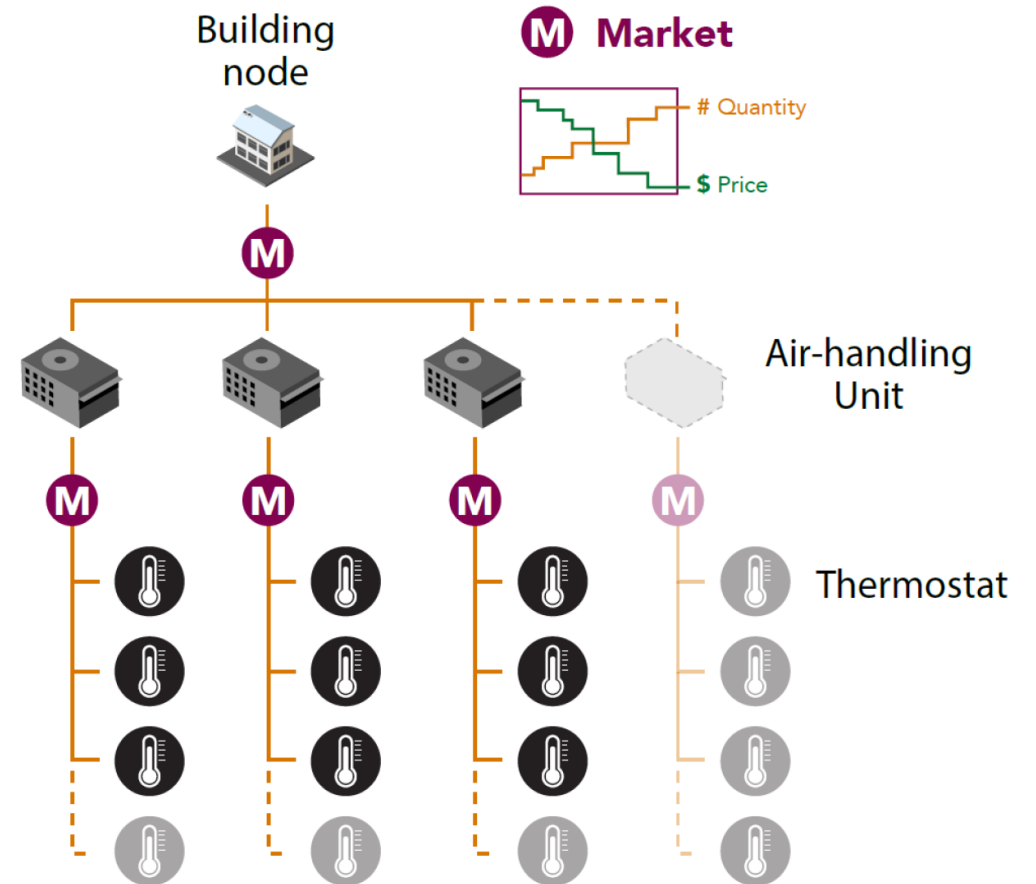 Building
node
M Market
# Quantity
$ Price
M
Air-handling
Unit
M
M
M
M
Thermostat